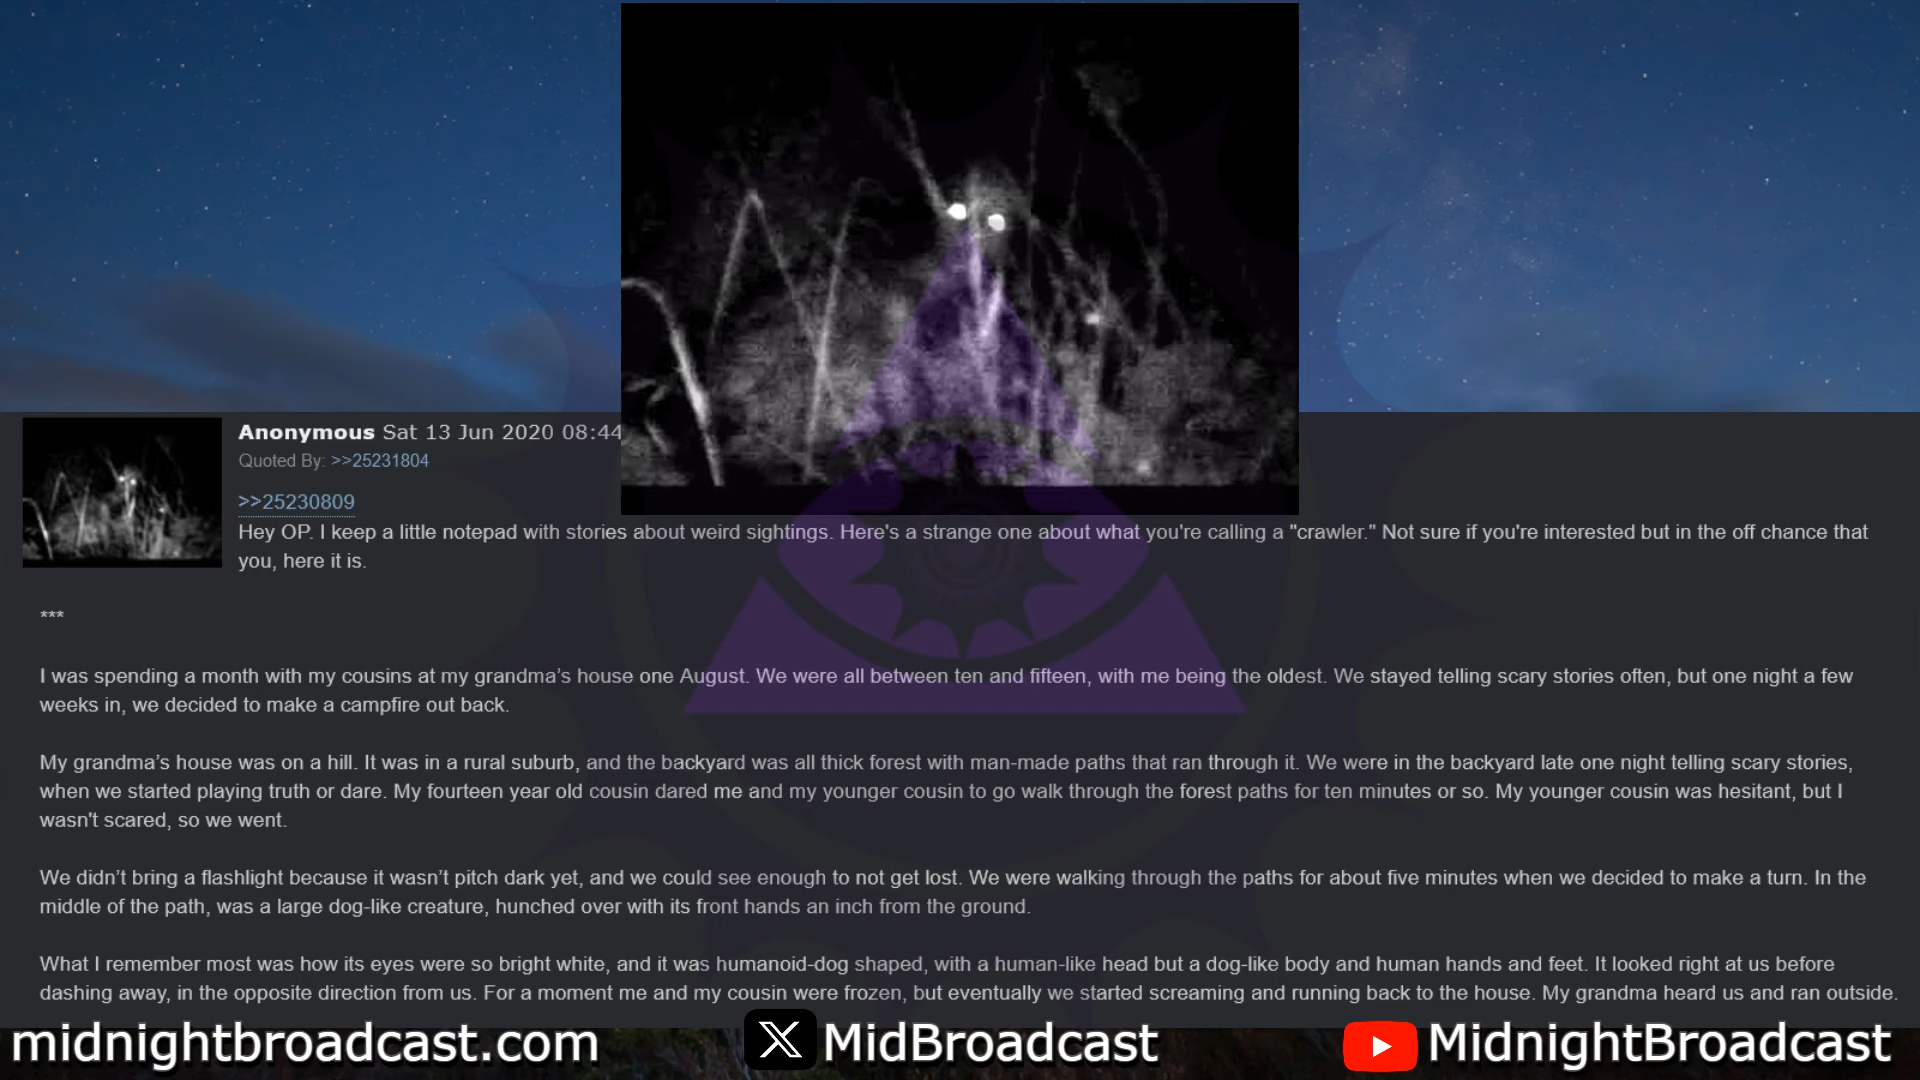 Anonymous Sat 13 Jun 2020 08:44
Quoted By: >>25231804
>>25230809
Hey OP. I keep a little notepad with stories about weird sightings. Here's a strange one about what you're calling a "crawler." Not sure if you're interested but in the off chance that
you, here it is.
***
I was spending a month with my cousins at my grandma’s house one August. We were all between ten and fifteen, with me being the oldest. We stayed telling scary stories often, but one night a few
weeks in, we decided to make a campfire out back.
My grandma’s house was on a hill. It was in a rural suburb, and the backyard was all thick forest with man-made paths that ran through it. We were in the backyard late one night telling scary stories,
when we started playing truth or dare. My fourteen year old cousin dared me and my younger cousin to go walk through the forest paths for ten minutes or so. My younger cousin was hesitant, but I
wasn't scared, so we went.
We didn’t bring a flashlight because it wasn’t pitch dark yet, and we could see enough to not get lost. We were walking through the paths for about five minutes when we decided to make a turn. In the
middle of the path, was a large dog-like creature, hunched over with its front hands an inch from the ground.
What I remember most was how its eyes were so bright white, and it was humanoid-dog shaped, with a human-like head but a dog-like body and human hands and feet. It looked right at us before
dashing away, in the opposite direction from us. For a moment me and my cousin were frozen, but eventually we started screaming and running back to the house. My grandma heard us and ran outside.
midnightbroadcast.com X MidBroadcast MidnightBroadcast